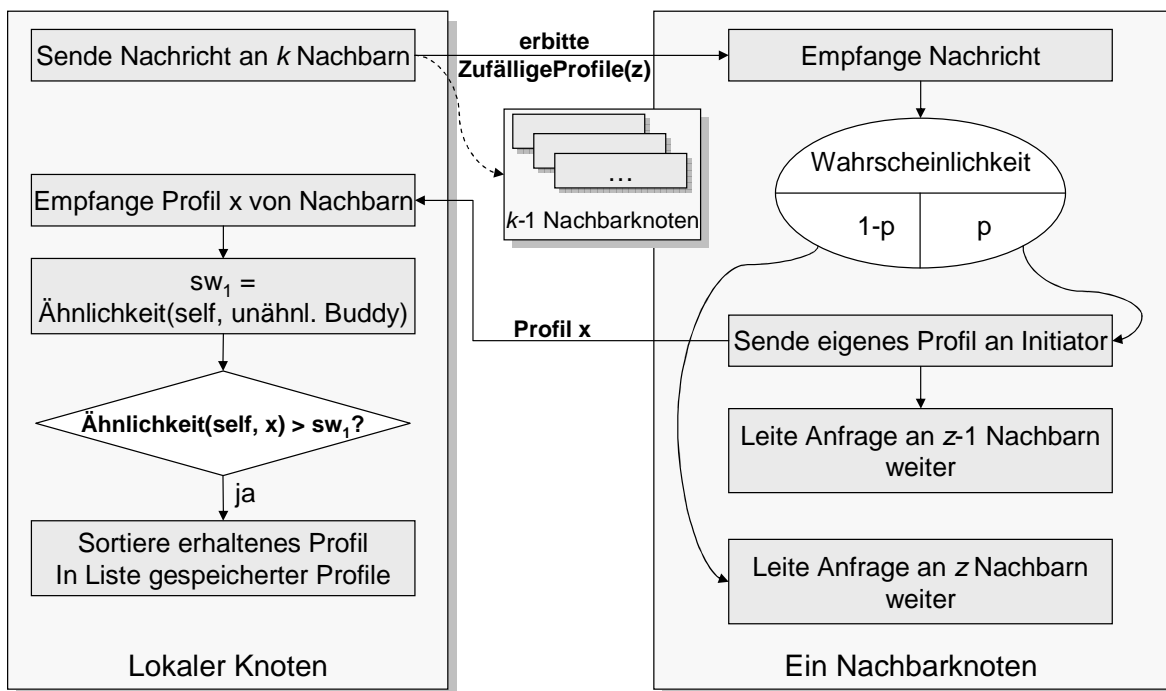 Sende Nachricht an k Nachbarn
erbitte
ZufälligeProfile(z)
Empfange Nachricht
...
k-1 Nachbarknoten
Wahrscheinlichkeit
1-p
p
Empfange Profil x von Nachbarn
sw₁ =
Ähnlichkeit(self, unähnl. Buddy)
Profil x
Sende eigenes Profil an Initiator
Ähnlichkeit(self, x) > sw₁?
Leite Anfrage an z-1 Nachbarn
weiter
ja
Sortiere erhaltenes Profil
In Liste gespeicherter Profile
Leite Anfrage an z Nachbarn
weiter
Lokaler Knoten
Ein Nachbarknoten